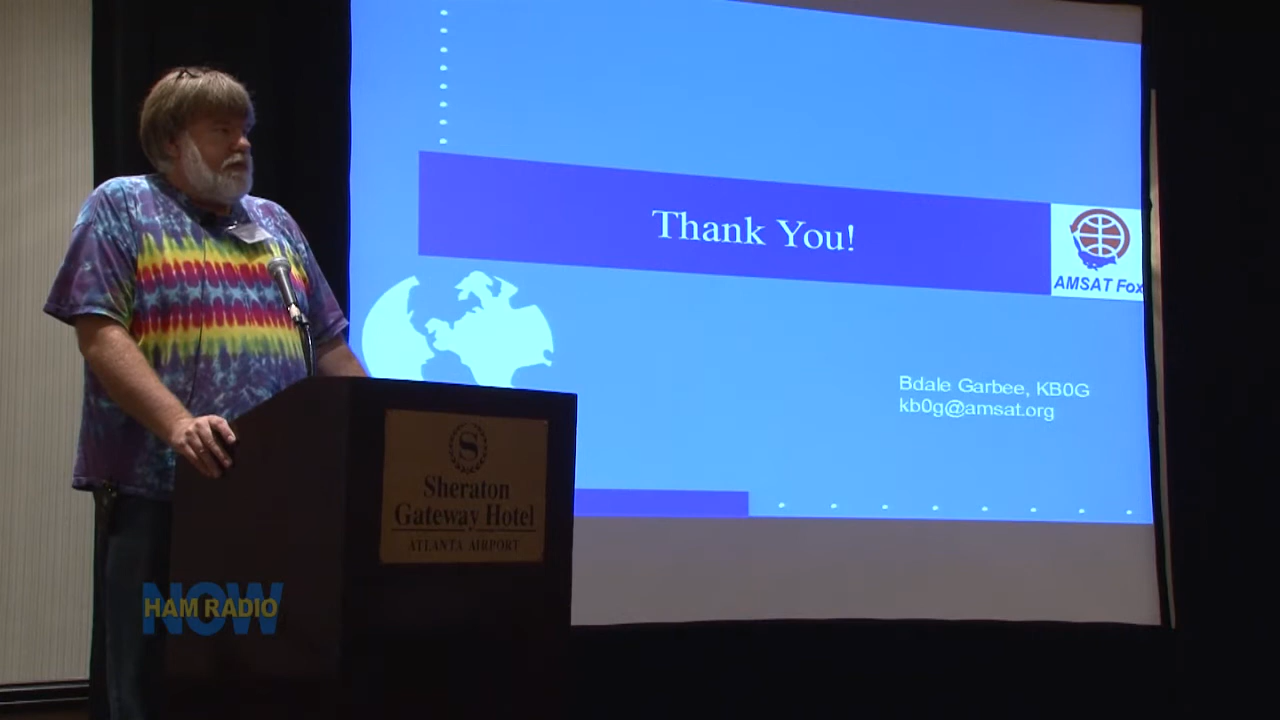 Thank You!
AMSAT Fox
Bdale Garbee, KB0G
kb0g@amsat.org
S
Sheraton
Gateway Hotel
ATLANTA AIRPORT
NOW
HAM RADIO